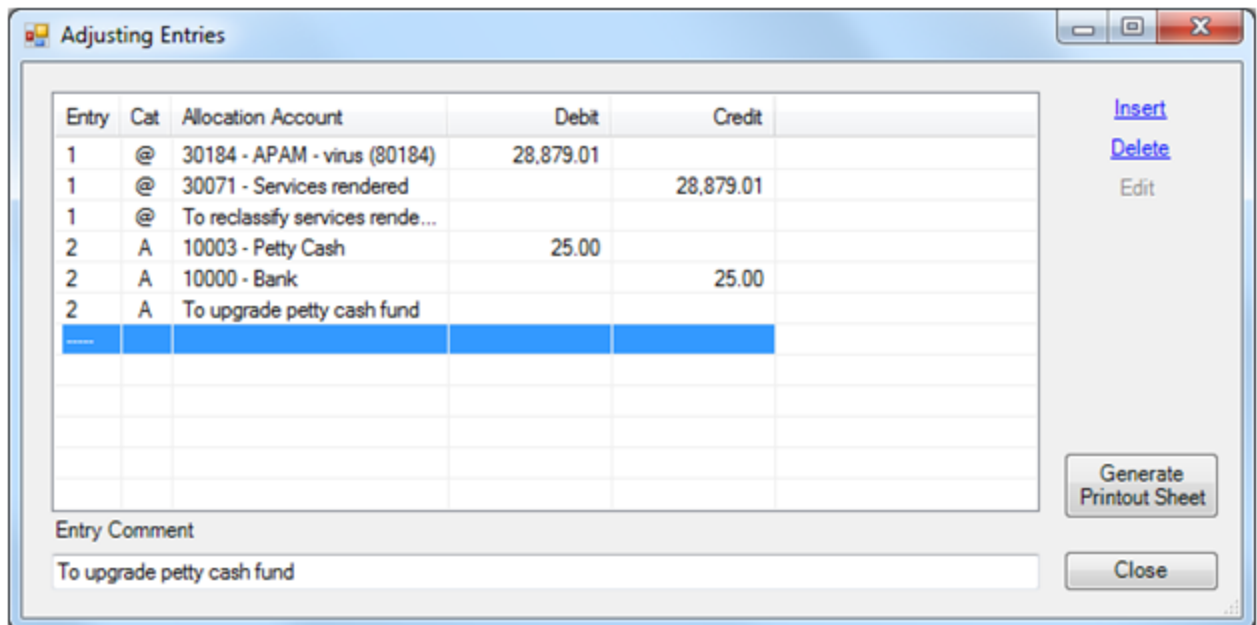 Adjusting Entries
Entry Cat Allocation Account Debit Credit
1 @ 30184 - APAM - virus (80184) 28,879.01
1 @ 30071 - Services rendered 28,879.01
1 @ To reclassify services rende...
2 A 10003 - Petty Cash 25.00
2 A 10000 - Bank 25.00
2 A To upgrade petty cash fund
-----
Insert
Delete
Edit
Generate
Printout Sheet
Entry Comment
To upgrade petty cash fund
Close